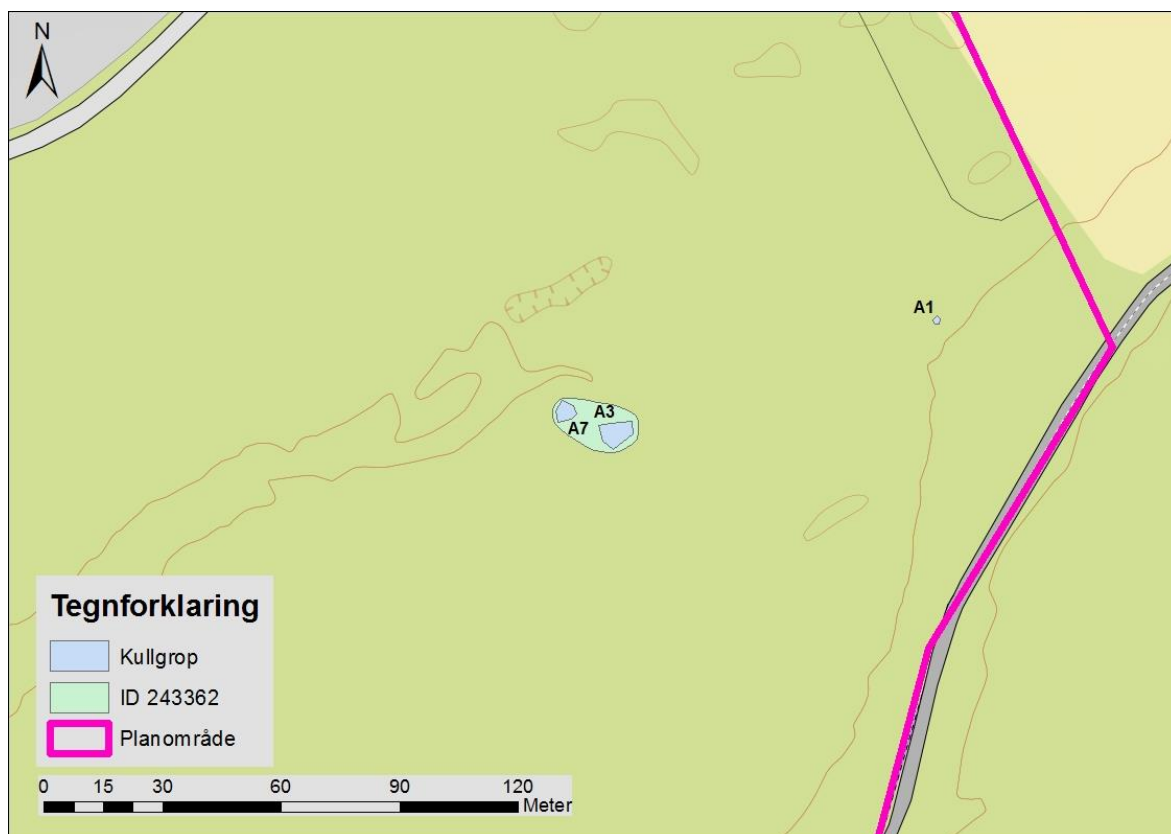 N
A1
A3
A7
Tegnforklaring
Kullgrop
ID 243362
Planområde
0 15 30 60 90 120
Meter